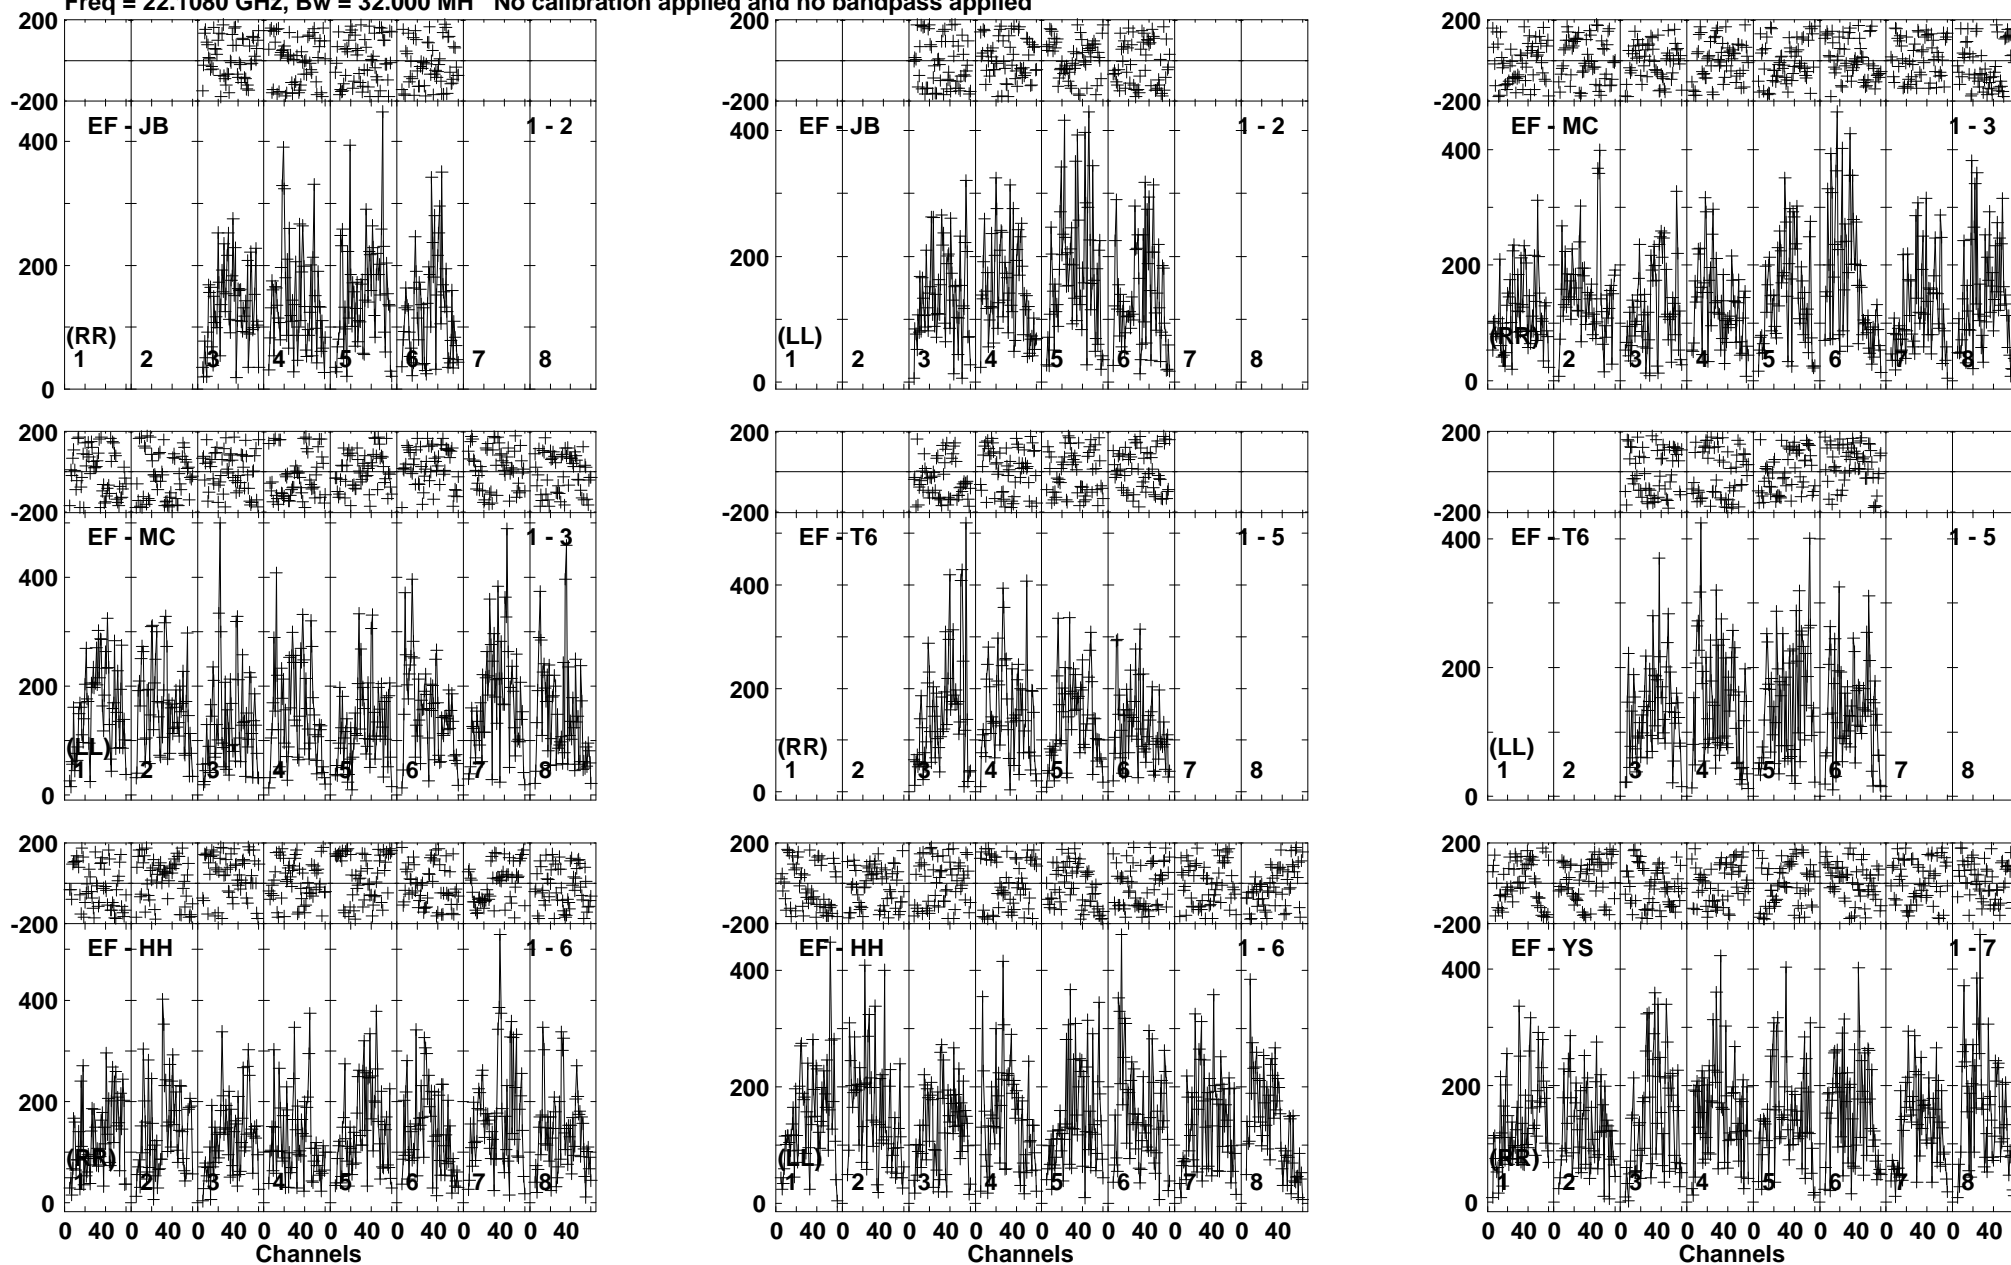 Freq = 22.1080 GHz, Bw = 32.000 MH No calibration applied and no bandpass applied
200 200 200
-200 -200 -200
EF - JB 1 - 2 EF - JB 1 - 2 EF - MC 1 - 3
400 400 400
200 200 200
(RR) (LL) (RR)
1 2 3 4 5 6 7 8 1 2 3 4 5 6 7 8 1 2 3 4 5 6 7 8
0 0 0
200 200 200
-200 -200 -200
EF - MC 1 - 3 EF - T6 1 - 5 EF - T6 1 - 5
400 400 400
200 200 200
(LL) (RR) (LL)
1 2 3 4 5 6 7 8 1 2 3 4 5 6 7 8 1 2 3 4 5 6 7 8
0 0 0
200 200 200
-200 -200 -200
EF - HH 1 - 6 EF - HH 1 - 6 EF - YS 1 - 7
400 400 400
200 200 200
(RR) (LL) (RR)
1 2 3 4 5 6 7 8 1 2 3 4 5 6 7 8 1 2 3 4 5 6 7 8
0 0 0
0 40 0 40 0 40 0 40 0 40 0 40 0 40 0 40 0 40 0 40 0 40 0 40 0 40 0 40 0 40 0 40 0 40 0 40 0 40 0 40 0 40 0 40 0 40 0 40
Channels Channels Channels